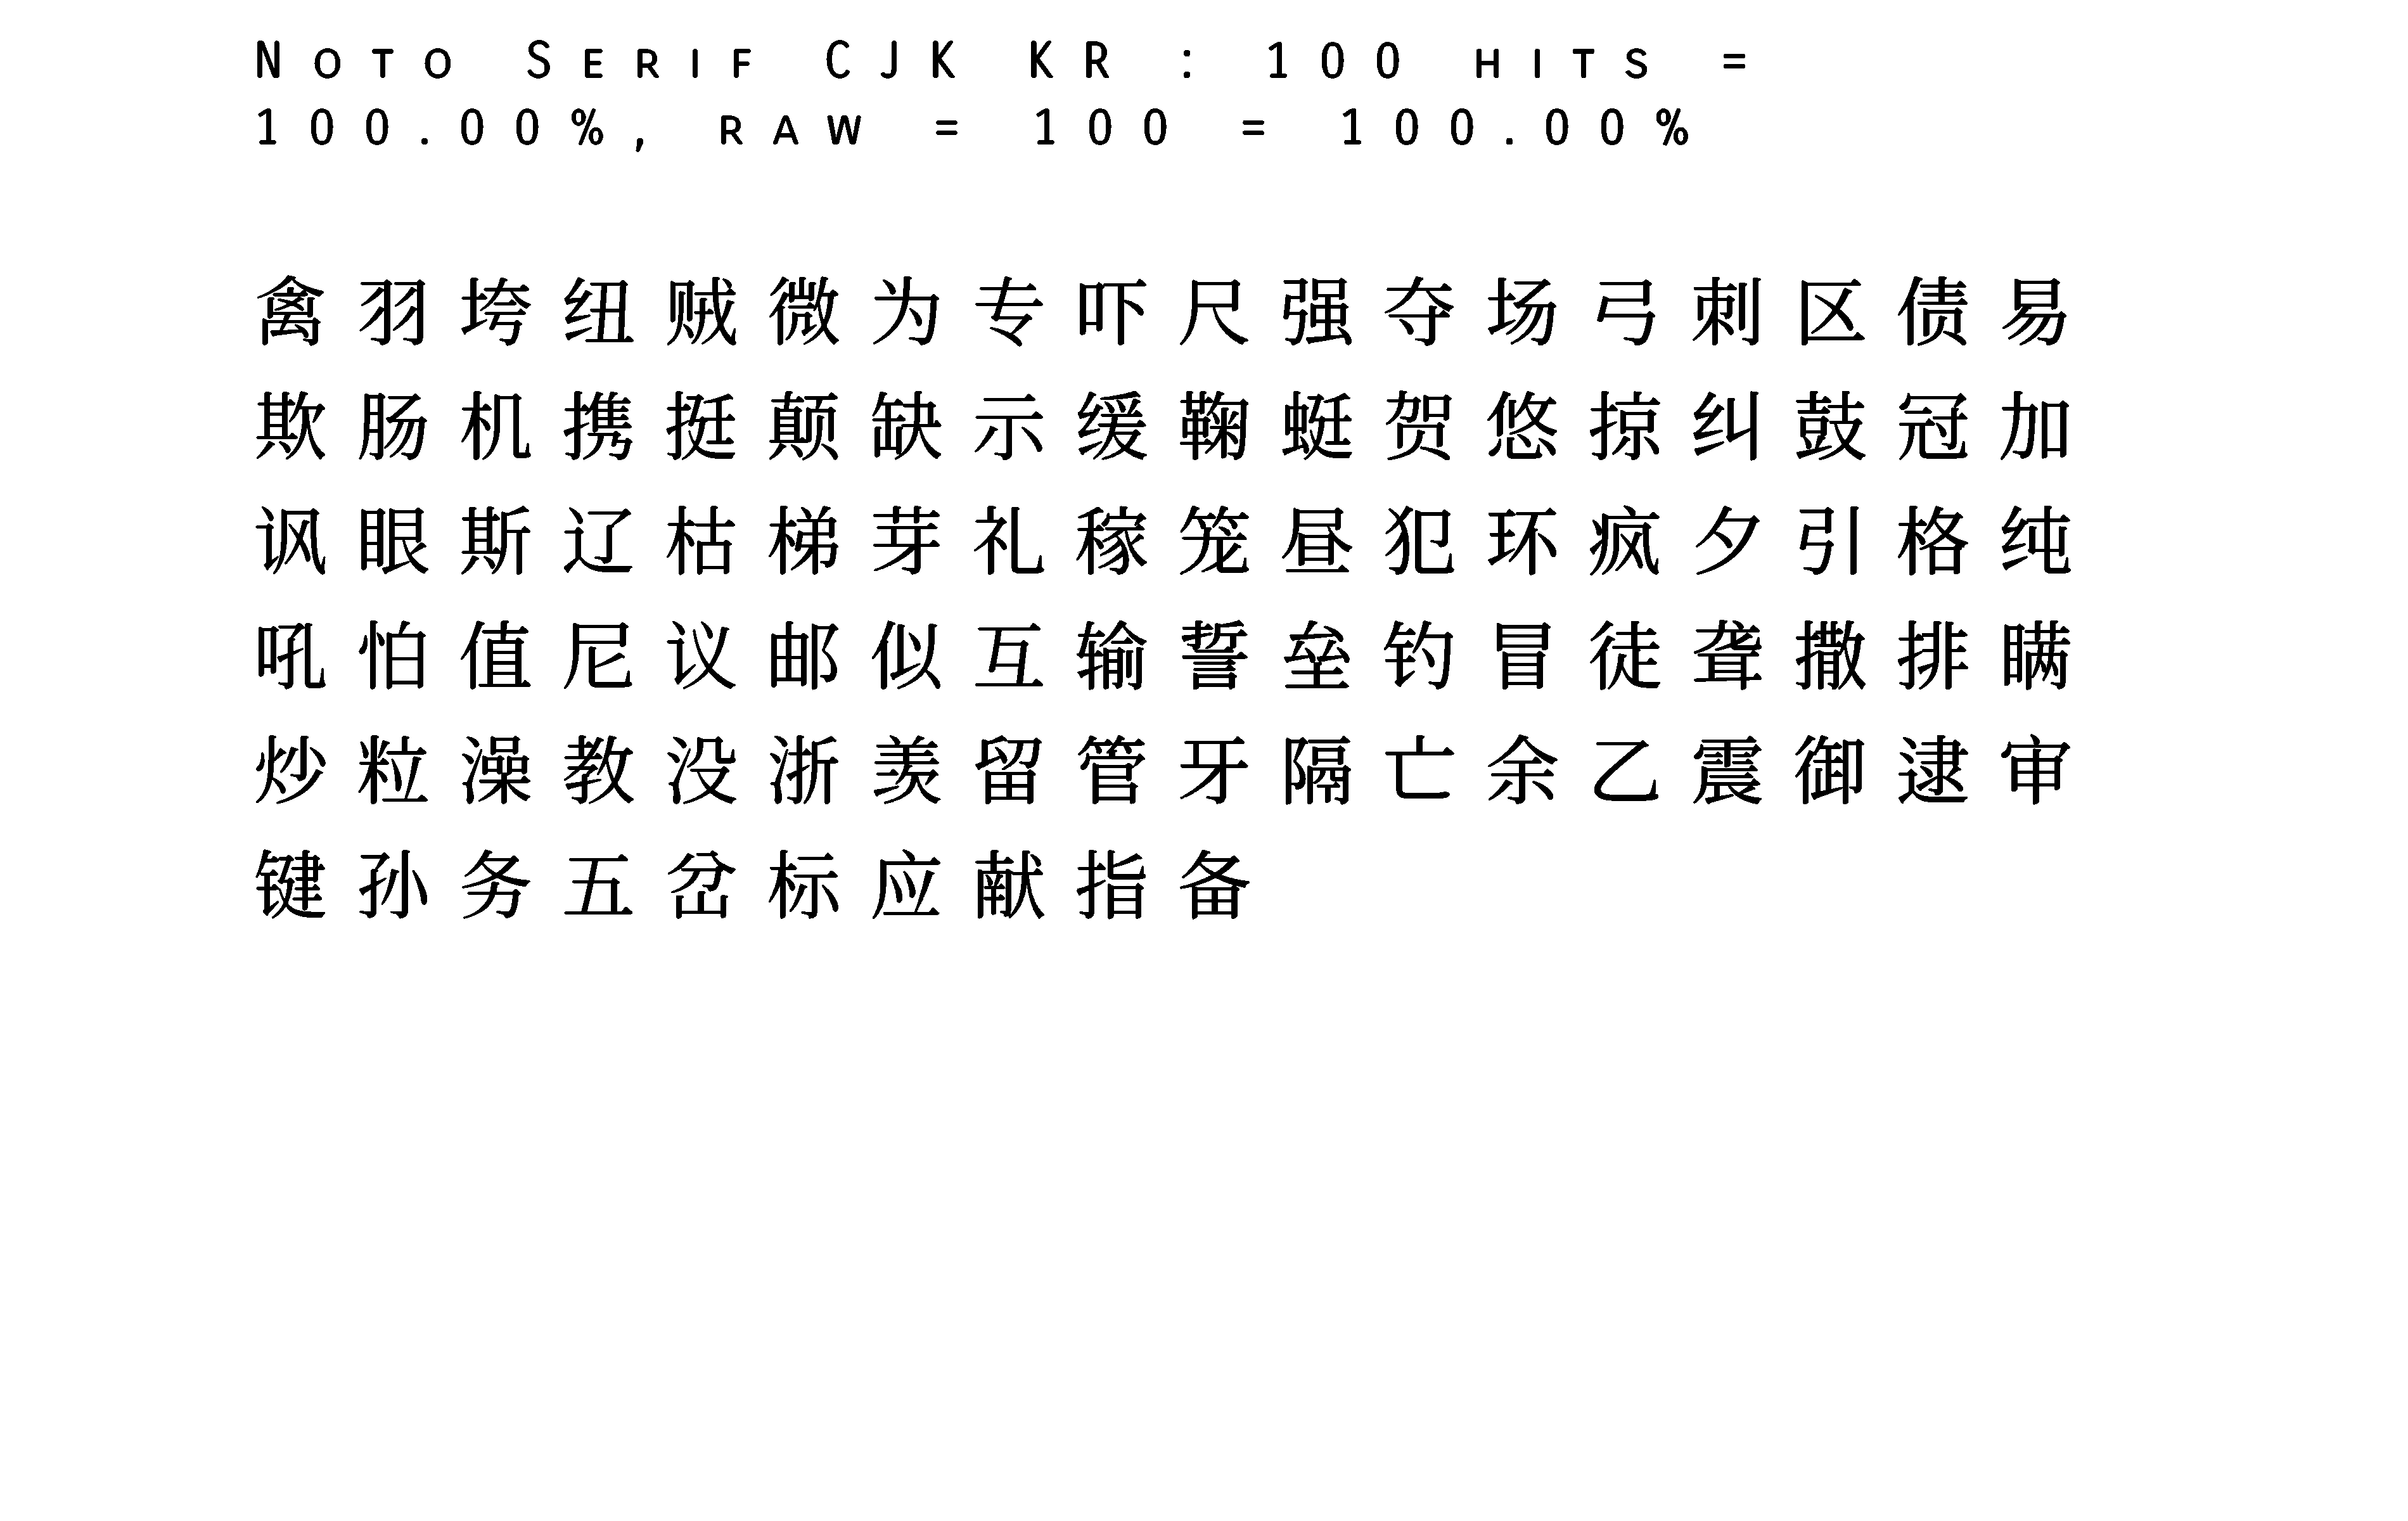 Noto Serif CJK KR : 100 hits =
100.00%, raw = 100 = 100.00%
禽羽垮纽贼微为专吓尺强夺场弓刺区债易
欺肠机携挺颠缺示缓鞠蜓贺悠掠纠鼓冠加
讽眼斯辽枯梯芽礼稼笼昼犯环疯夕引格纯
吼怕值尼议邮似互输誓垒钓冒徒聋撒排瞒
炒粒澡教没浙羡留管牙隔亡余乙震御逮审
键孙务五岔标应献指备